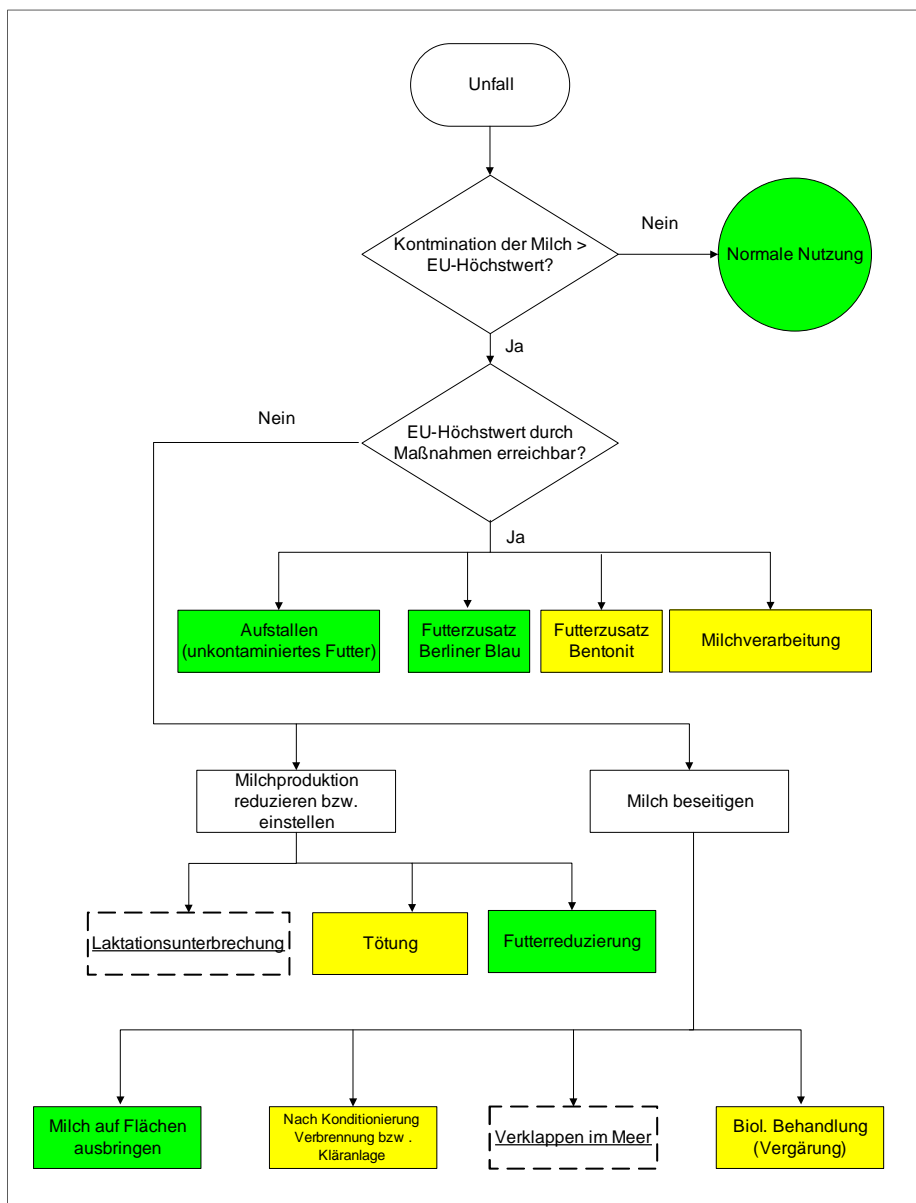 Unfall
Kontmination der Milch >
EU-Höchstwert?
Nein
Normale Nutzung
Ja
Nein
EU-Höchstwert durch
Maßnahmen erreichbar?
Ja
Aufstallen
(unkontaminiertes Futter)
Futterzusatz
Berliner Blau
Futterzusatz
Bentonit
Milchverarbeitung
Milchproduktion
reduzieren bzw.
einstellen
Milch beseitigen
Laktationsunterbrechung
Tötung
Futterreduzierung
Milch auf Flächen
ausbringen
Nach Konditionierung
Verbrennung bzw .
Kläranlage
Verklappen im Meer
Biol. Behandlung
(Vergärung)